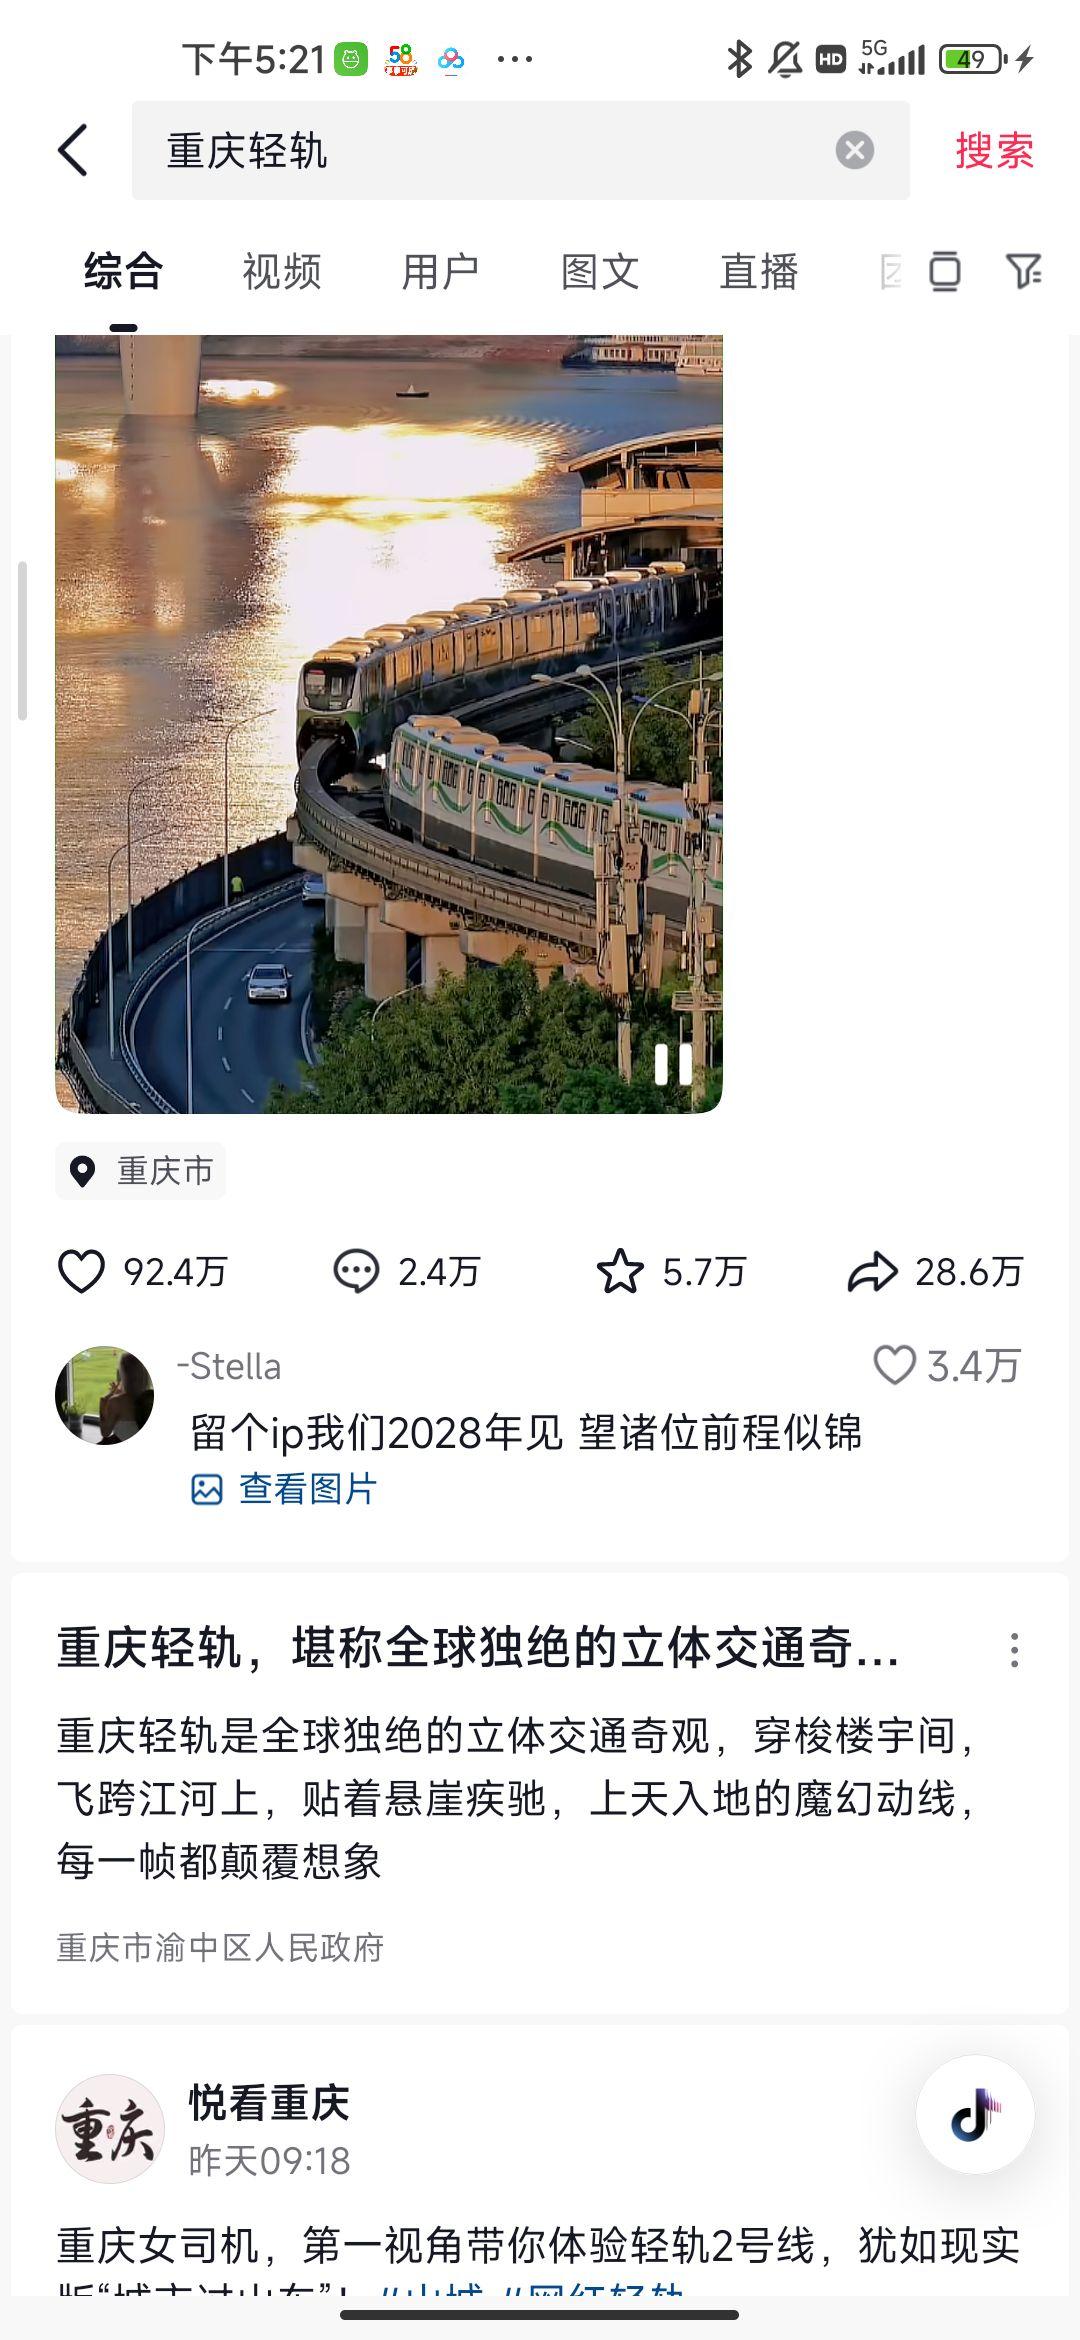 下午5:21
58
HD
5G
49
重庆轻轨
搜索
综合
视频
用户
图文
直播
重庆市
92.4万
2.4万
5.7万
28.6万
-Stella
3.4万
留个ip我们2028年见 望诸位前程似锦
查看图片
重庆轻轨，堪称全球独绝的立体交通奇...
重庆轻轨是全球独绝的立体交通奇观，穿梭楼宇间，
飞跨江河上，贴着悬崖疾驰，上天入地的魔幻动线，
每一帧都颠覆想象
重庆市渝中区人民政府
重庆
悦看重庆
昨天09:18
重庆女司机，第一视角带你体验轻轨2号线，犹如现实